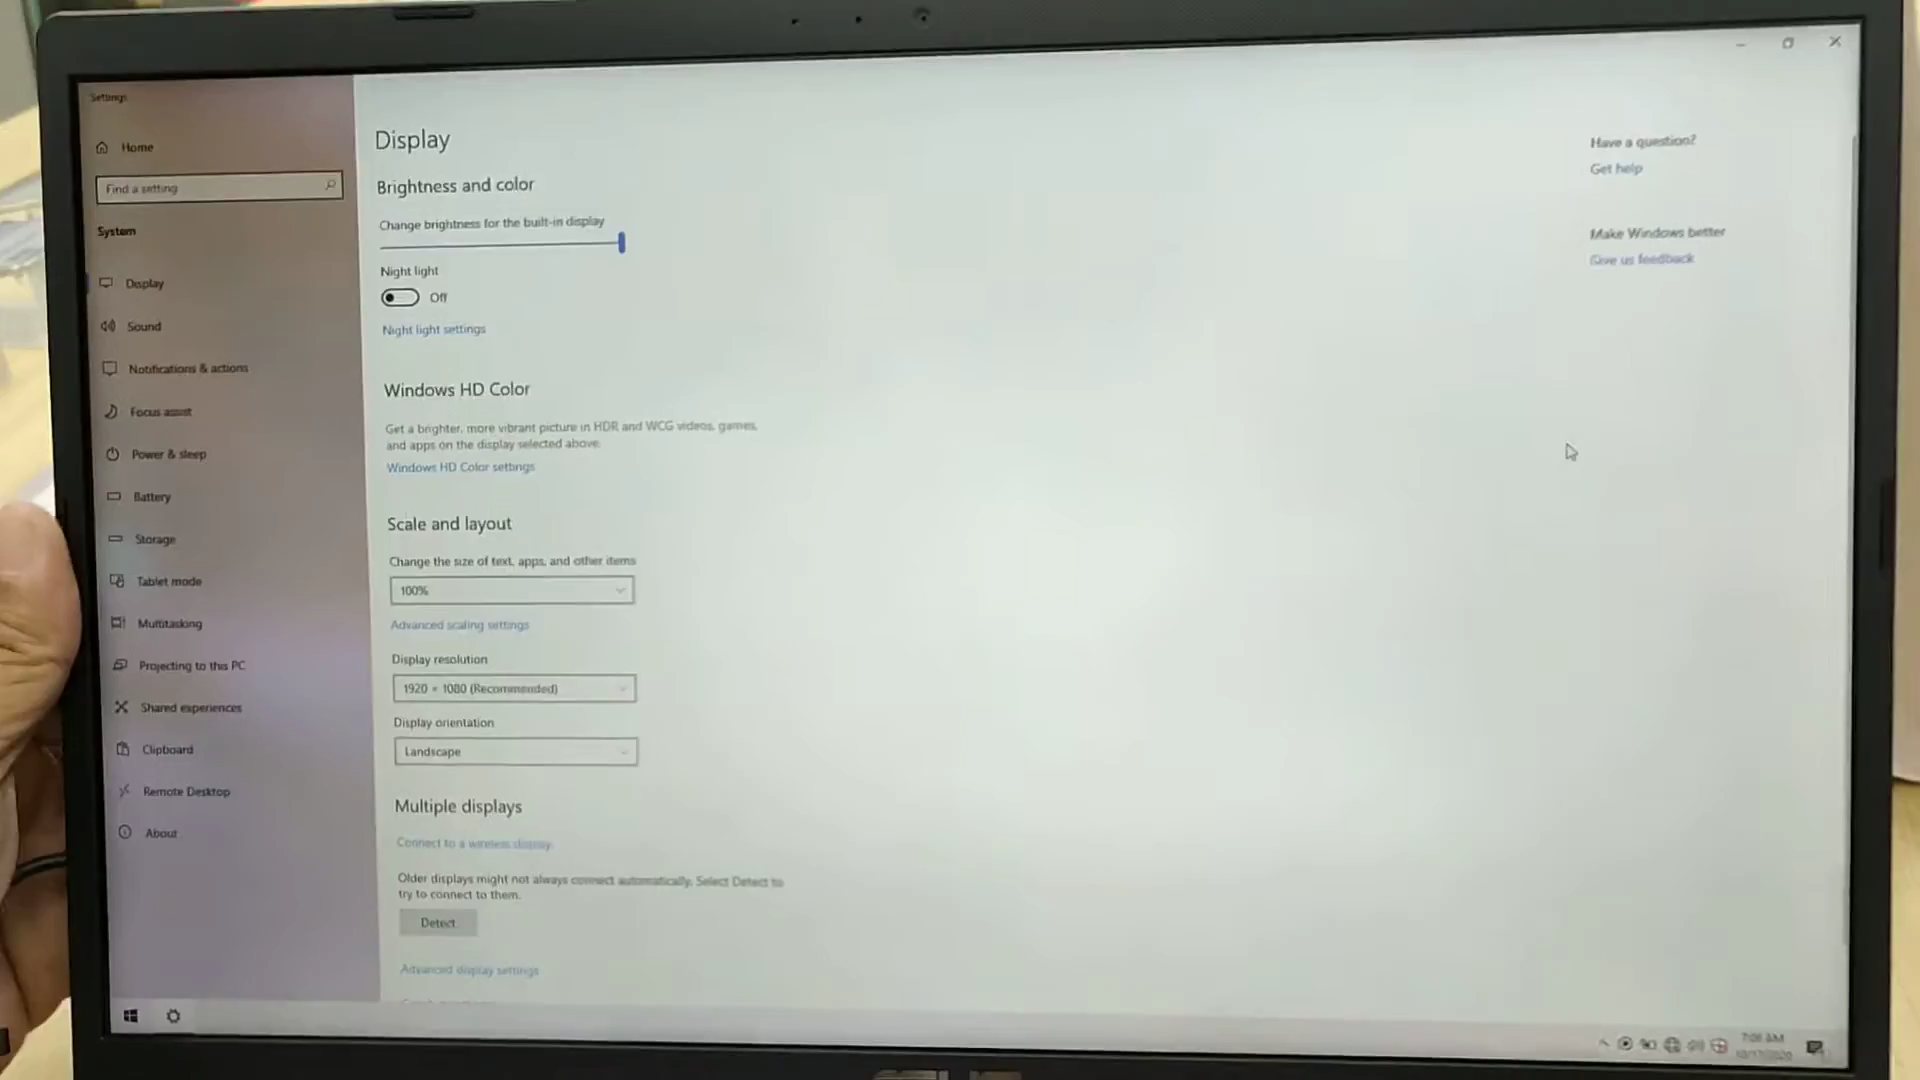 Settings
Home
Find a setting
System
Display
Sound
Notifications & actions
Focus assist
Power & sleep
Battery
Storage
Tablet mode
Multitasking
Projecting to this PC
Shared experiences
Clipboard
Remote Desktop
About
Display
Brightness and color
Change brightness for the built-in display
Night light
Off
Night light settings
Windows HD Color
Get a brighter, more vibrant picture in HDR and WCG videos, games,
and apps on the display selected above.
Windows HD Color settings
Scale and layout
Change the size of text, apps, and other items
100%
Advanced scaling settings
Display resolution
1920 × 1080 (Recommended)
Display orientation
Landscape
Multiple displays
Connect to a wireless display
Older displays might not always connect automatically. Select Detect to
try to connect to them.
Detect
Advanced display settings
Have a question?
Get help
Make Windows better
Give us feedback